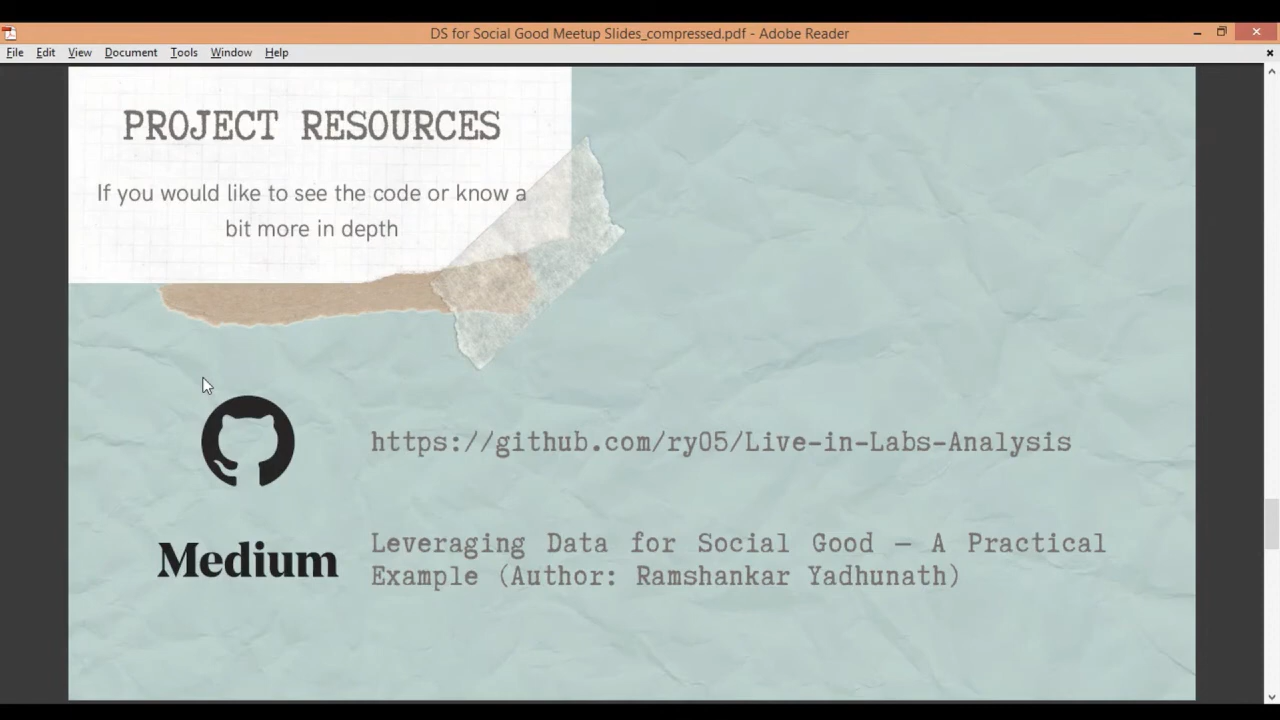 DS for Social Good Meetup Slides_compressed.pdf - Adobe Reader
File Edit View Document Tools Window Help
PROJECT RESOURCES
If you would like to see the code or know a
bit more in depth
https://github.com/ry05/Live-in-Labs-Analysis
Medium
Leveraging Data for Social Good – A Practical
Example (Author: Ramshankar Yadhunath)